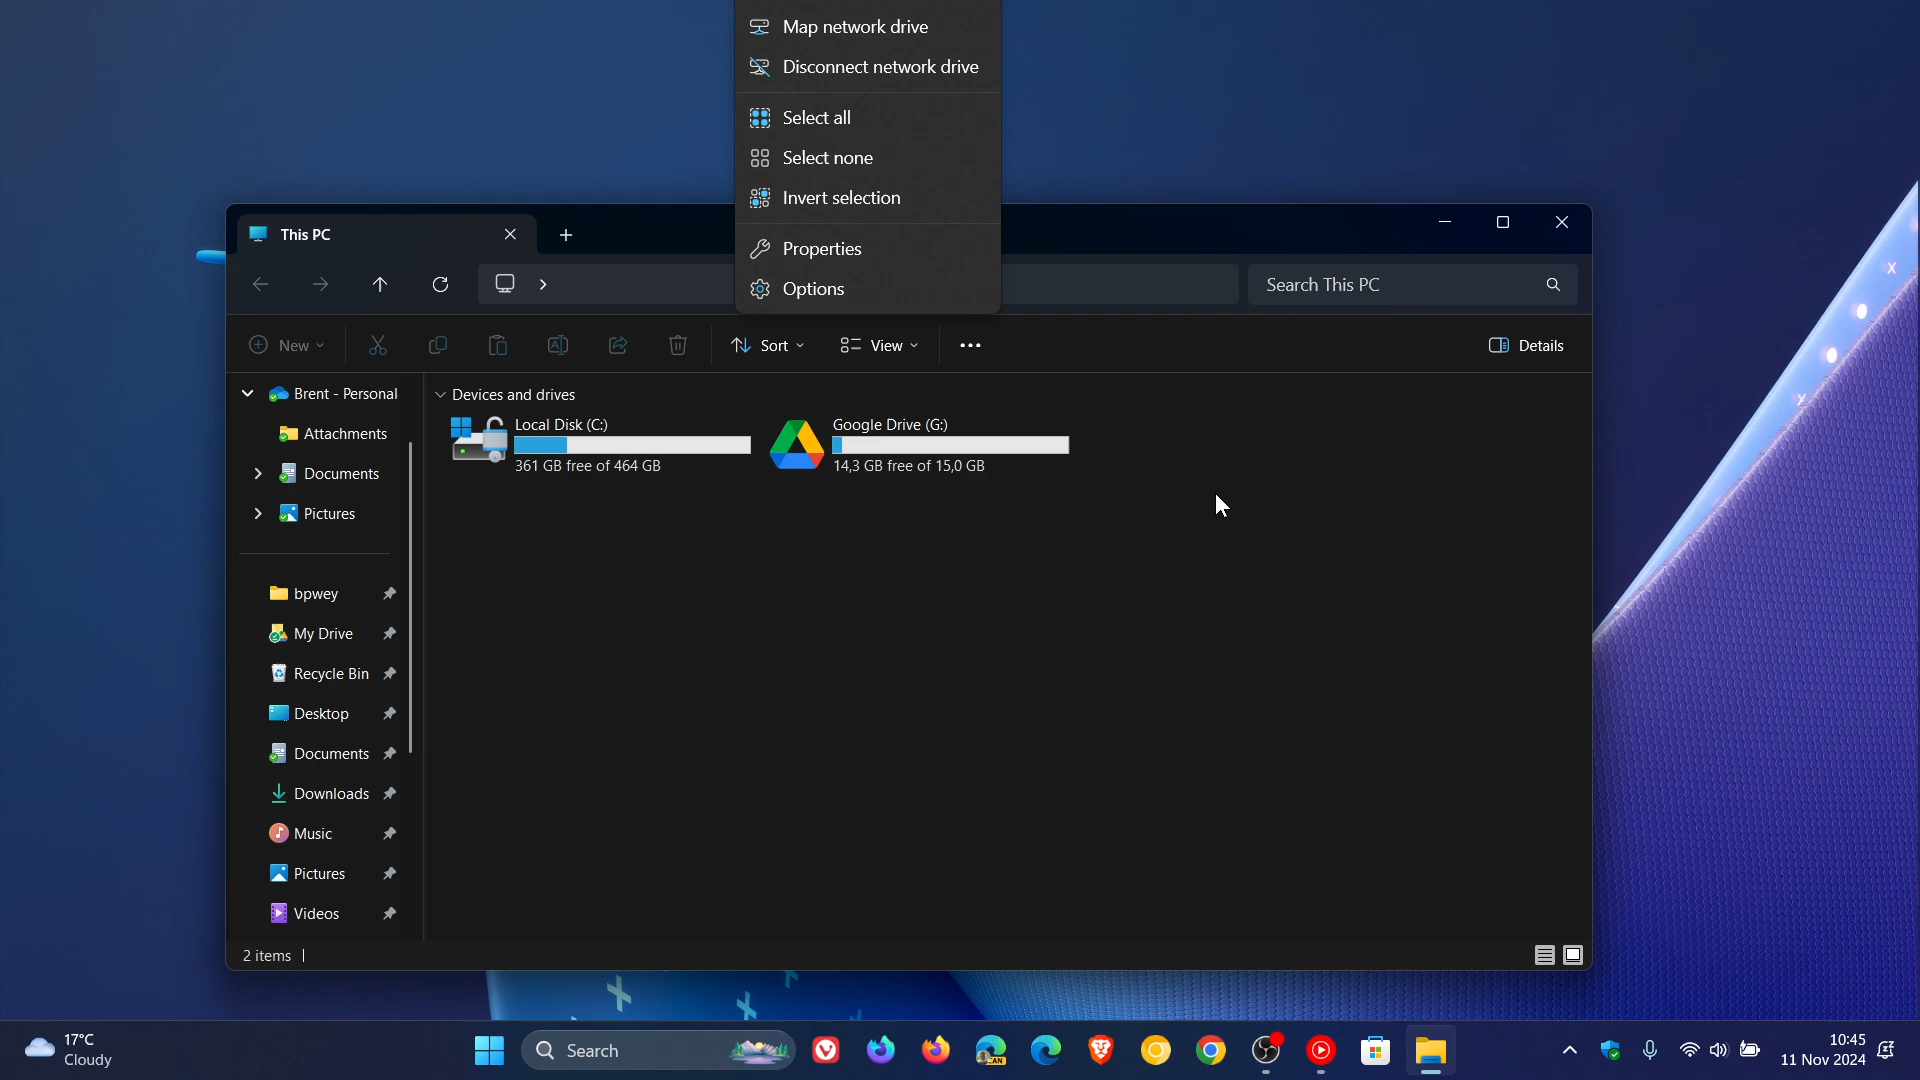 Map network drive
Disconnect network drive
Select all
Select none
Invert selection
Properties
Options
This PC
Search This PC
New
Sort
View
Details
Brent - Personal
Attachments
Documents
Pictures
bpwey
My Drive
Recycle Bin
Desktop
Documents
Downloads
Music
Pictures
Videos
Devices and drives
Local Disk (C:)
361 GB free of 464 GB
Google Drive (G:)
14,3 GB free of 15,0 GB
2 items
17°C
Cloudy
Search
CAN
10:45
11 Nov 2024